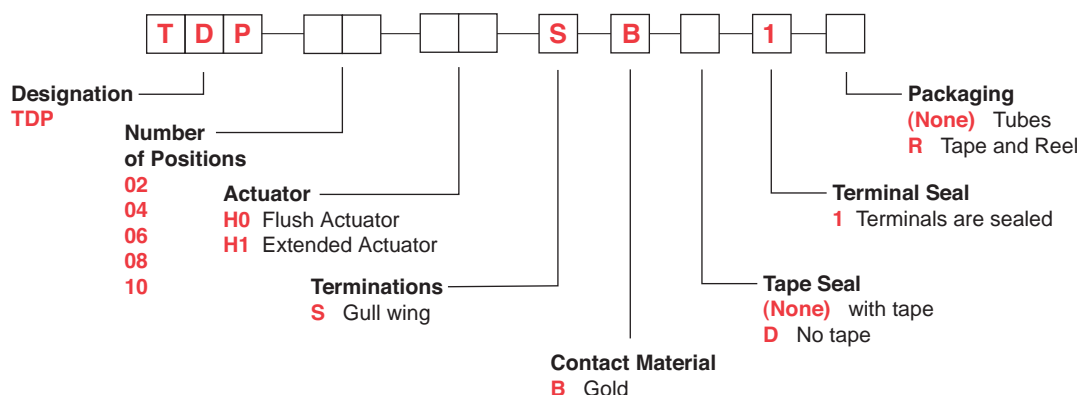 T D P S B 1
Designation
TDP
Number
of Positions
02
04
06
08
10
Actuator
H0 Flush Actuator
H1 Extended Actuator
Terminations
S Gull wing
Contact Material
B Gold
Tape Seal
(None) with tape
D No tape
Terminal Seal
1 Terminals are sealed
Packaging
(None) Tubes
R Tape and Reel